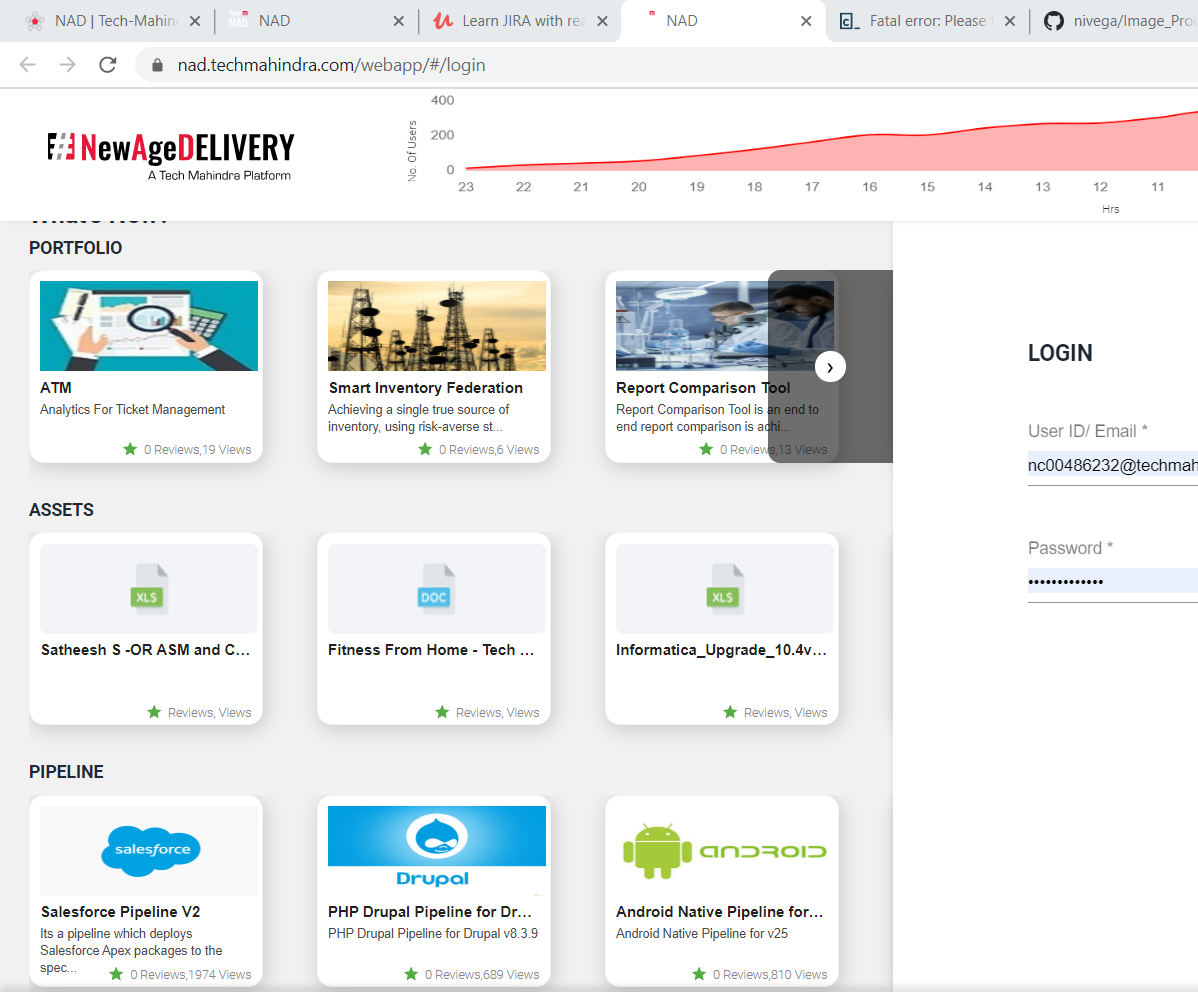 NAD | Tech-Mahin
NAD
Learn JIRA with rea
NAD
Fatal error: Please
nivega/Image_Proc
nad.techmahindra.com/webapp/#/login
NewAgeDELIVERY
A Tech Mahindra Platform
No. Of Users
400
200
0
23 22 21 20 19 18 17 16 15 14 13 12 11
Hrs
What's New?
PORTFOLIO
ATM
Analytics For Ticket Management
0 Reviews,19 Views
Smart Inventory Federation
Achieving a single true source of
inventory, using risk-averse st...
0 Reviews,6 Views
Report Comparison Tool
Report Comparison Tool is an end to
end report comparison is achi...
0 Reviews,13 Views
ASSETS
XLS
Satheesh S -OR ASM and C...
Reviews, Views
DOC
Fitness From Home - Tech ...
Reviews, Views
XLS
Informatica_Upgrade_10.4v...
Reviews, Views
PIPELINE
salesforce
Salesforce Pipeline V2
Its a pipeline which deploys
Salesforce Apex packages to the
spec...
0 Reviews,1974 Views
Drupal
PHP Drupal Pipeline for Dr...
PHP Drupal Pipeline for Drupal v8.3.9
0 Reviews,689 Views
ANDROID
Android Native Pipeline for...
Android Native Pipeline for v25
0 Reviews,810 Views
LOGIN
User ID/ Email *
nc00486232@techmah
Password *
•••••••••••••